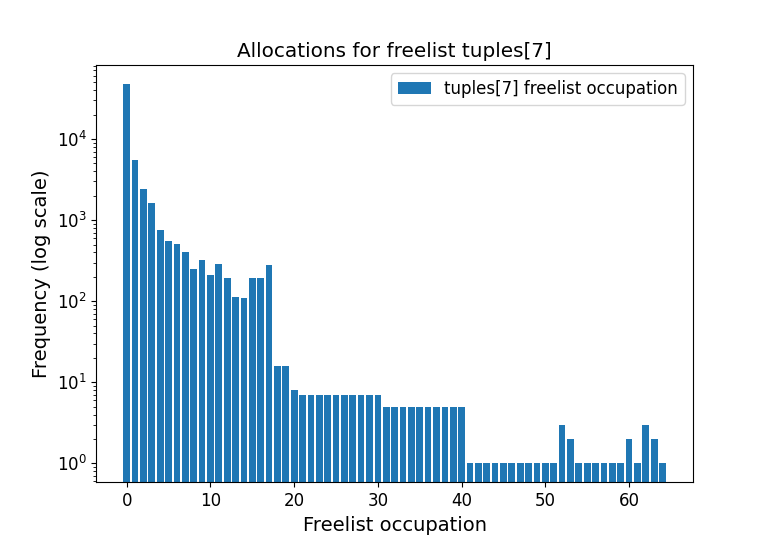 Allocations for freelist tuples[7]
tuples[7] freelist occupation
Frequency (log scale)
10⁴
10³
10²
10¹
10⁰
0 10 20 30 40 50 60
Freelist occupation